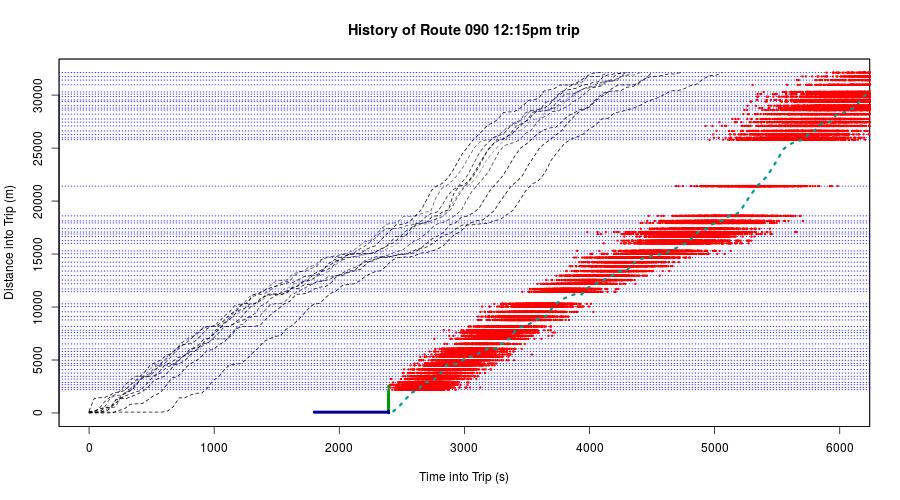 History of Route 090 12:15pm trip
Distance into Trip (m)
30000
25000
20000
15000
10000
5000
0
0 1000 2000 3000 4000 5000 6000
Time into Trip (s)